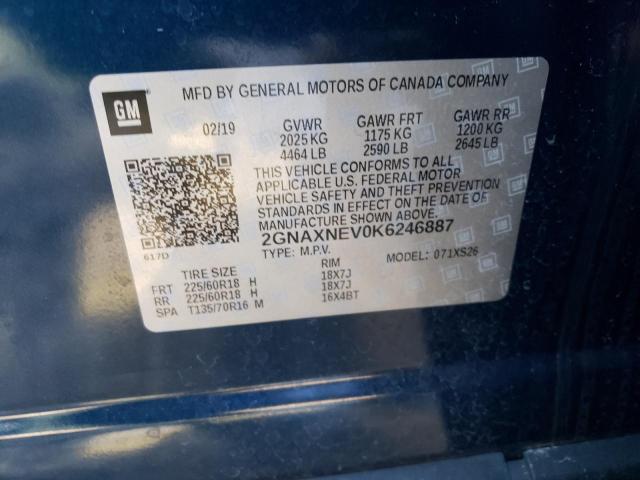 GM
MFD BY GENERAL MOTORS OF CANADA COMPANY
02/19 GVWR GAWR FRT GAWR RR
2025 KG 1175 KG 1200 KG
4464 LB 2590 LB 2645 LB
THIS VEHICLE CONFORMS TO ALL
APPLICABLE U.S. FEDERAL MOTOR
VEHICLE SAFETY AND THEFT PREVENTION
STANDARDS IN EFFECT ON THE DATE OF
MANUFACTURE SHOWN ABOVE.
2GNAXNEV0K6246887
617D
TYPE: M.P.V. MODEL: 071XS26
TIRE SIZE RIM
FRT 225/60R18 H 18X7J
RR 225/60R18 H 18X7J
SPA T135/70R16 M 16X4BT